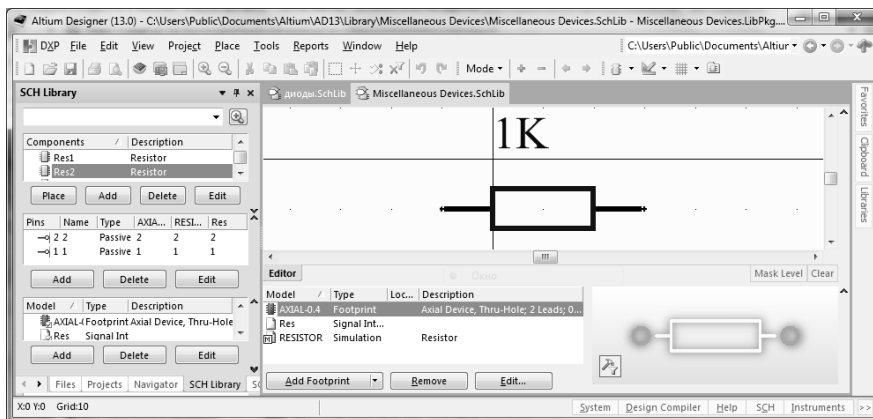 Altium Designer (13.0) - C:\Users\Public\Documents\Altium\AD13\Library\Miscellaneous Devices\Miscellaneous Devices.SchLib - Miscellaneous Devices.LibPkg....
DXP File Edit View Project Place Tools Reports Window Help C:\Users\Public\Documents\Altiur
Mode
SCH Library
диоды.SchLib Miscellaneous Devices.SchLib
Components / Description
Res1 Resistor
Res2 Resistor
Place Add Delete Edit
Pins Name Type AXIA... RESI... Res
2 2 Passive 2 2 2
1 1 Passive 1 1 1
Add Delete Edit
Model / Type Description
AXIAL-( Footprint Axial Device, Thru-Hole
Res Signal Int
Add Delete Edit
Files Projects Navigator SCH Library SC
1K
Editor Mask Level Clear
Model / Type Loc... Description
AXIAL-0.4 Footprint Axial Device, Thru-Hole; 2 Leads; 0...
Res Signal Int...
RESISTOR Simulation Resistor
Add Footprint Remove Edit...
Favorites
Clipboard
Libraries
X:0 Y:0 Grid:10 System Design Compiler Help SCH Instruments >>